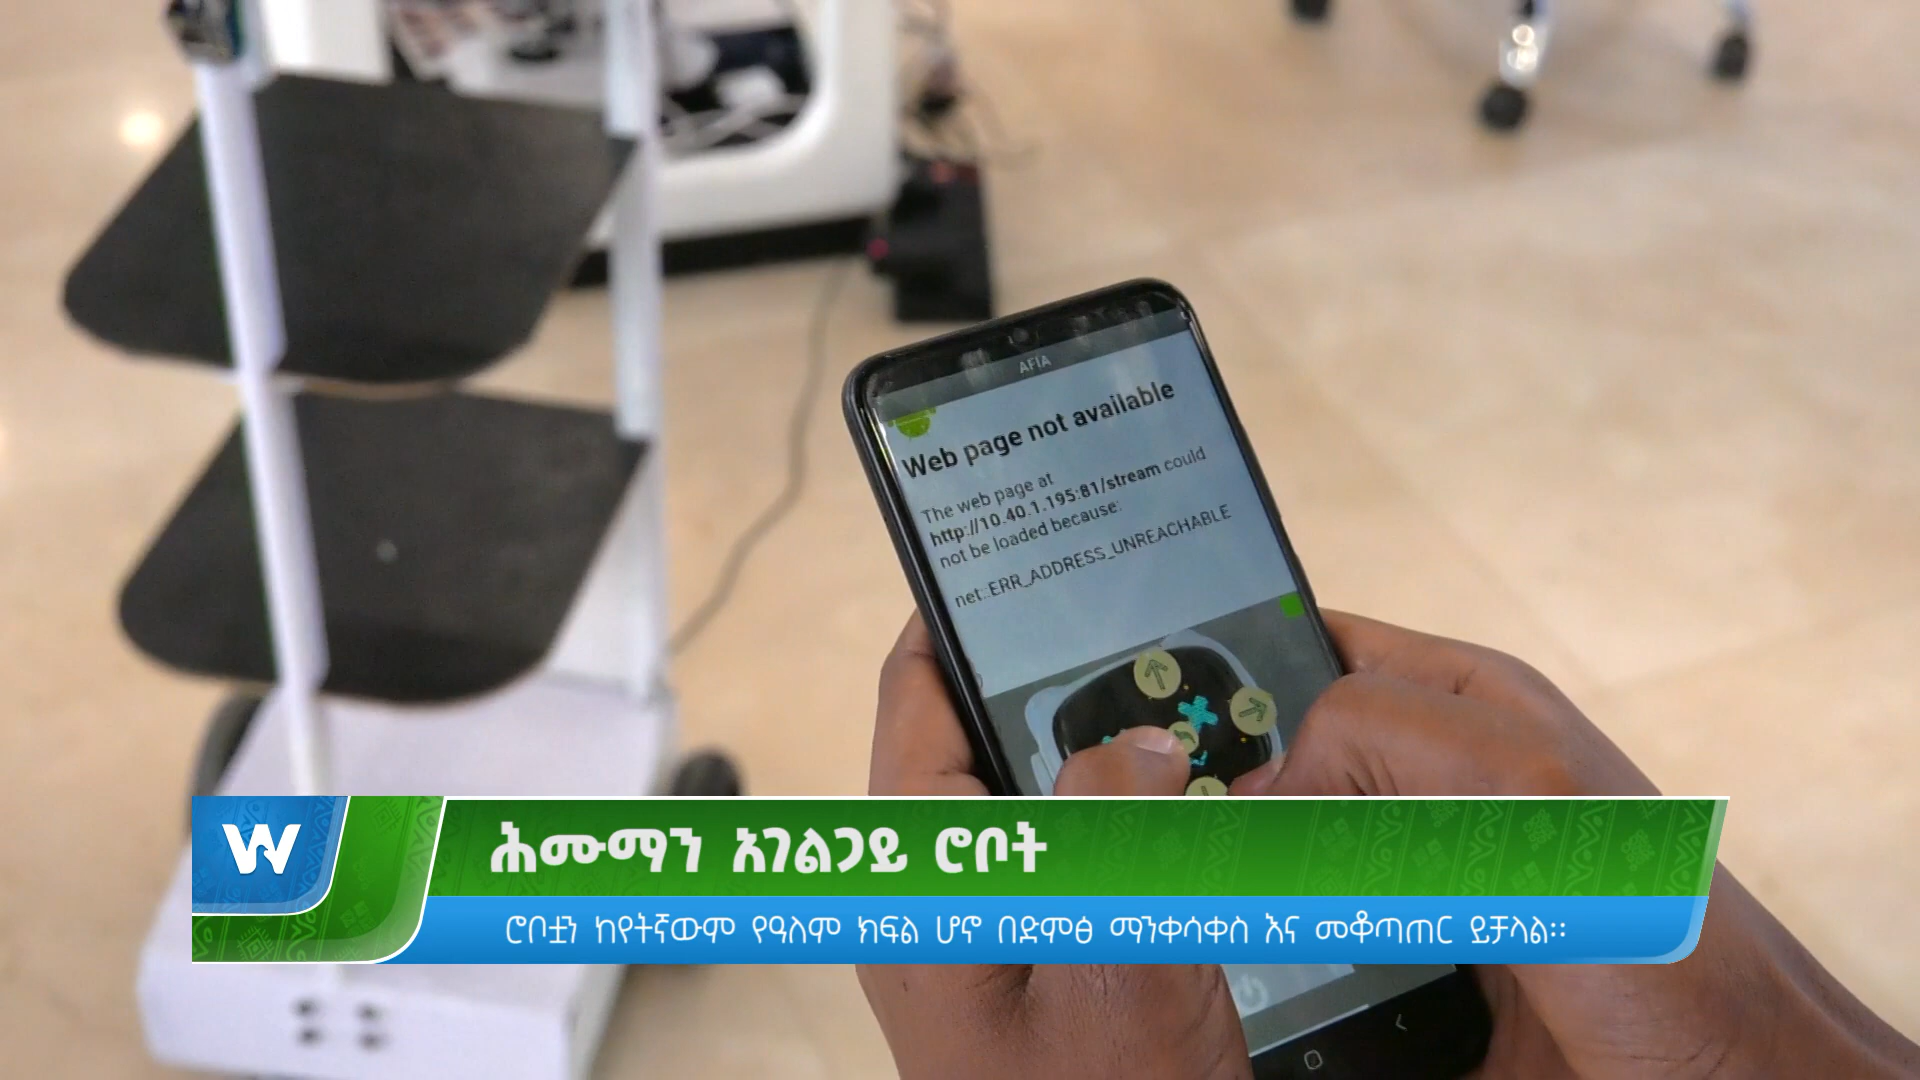 AFIA
Web page not available
The web page at
http://10.40.1.195:81/stream could
not be loaded because:
net::ERR_ADDRESS_UNREACHABLE
W
ሕሙማን አገልጋይ ሮቦት
ሮቦቷን ከየትኛውም የዓለም ክፍል ሆኖ በድምፅ ማንቀሳቀስ እና መቆጣጠር ይቻላል።